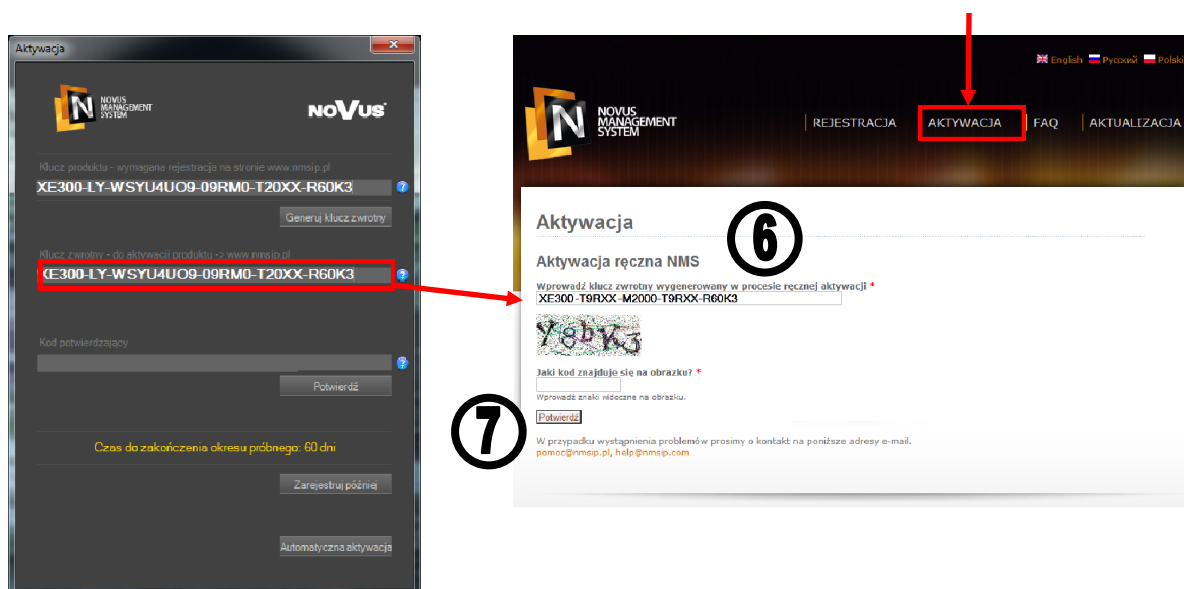 Aktywacja
NOVUS
MANAGEMENT
SYSTEM
NOVUS
Klucz produktu - wymagana rejestracja na stronie www.nmsip.pl
XE300-LY-WSYU4UO9-09RM0-T20XX-R60K3
Generuj klucz zwrotny
Klucz zwrotny - do aktywacji produktu -> www.nmsip.pl
XE300-LY-WSYU4UO9-09RM0-T20XX-R60K3
Kod potwierdzający
Potwierdź
Czas do zakończenia okresu próbnego: 60 dni
Zarejestruj później
Automatyczna aktywacja
English Русский Polski
N NOVUS
MANAGEMENT
SYSTEM
REJESTRACJA AKTYWACJA FAQ AKTUALIZACJA
Aktywacja
6
Aktywacja ręczna NMS
Wprowadź klucz zwrotny wygenerowany w procesie ręcznej aktywacji *
XE300-T9RXX-M2000-T9RXX-R60K3
Jaki kod znajduje się na obrazku? *
Wprowadź znaki widoczne na obrazku.
7
Potwierdź
W przypadku wystąpnienia problemów prosimy o kontakt na poniższe adresy e-mail.
pomoc@nmsip.pl, help@nmsip.com